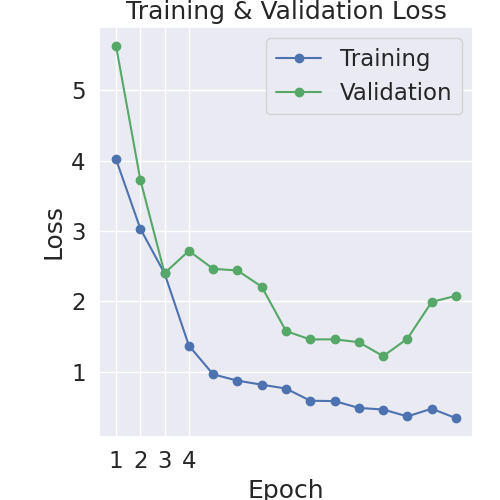 Training & Validation Loss
Training
Validation
Loss
5
4
3
2
1
1 2 3 4
Epoch